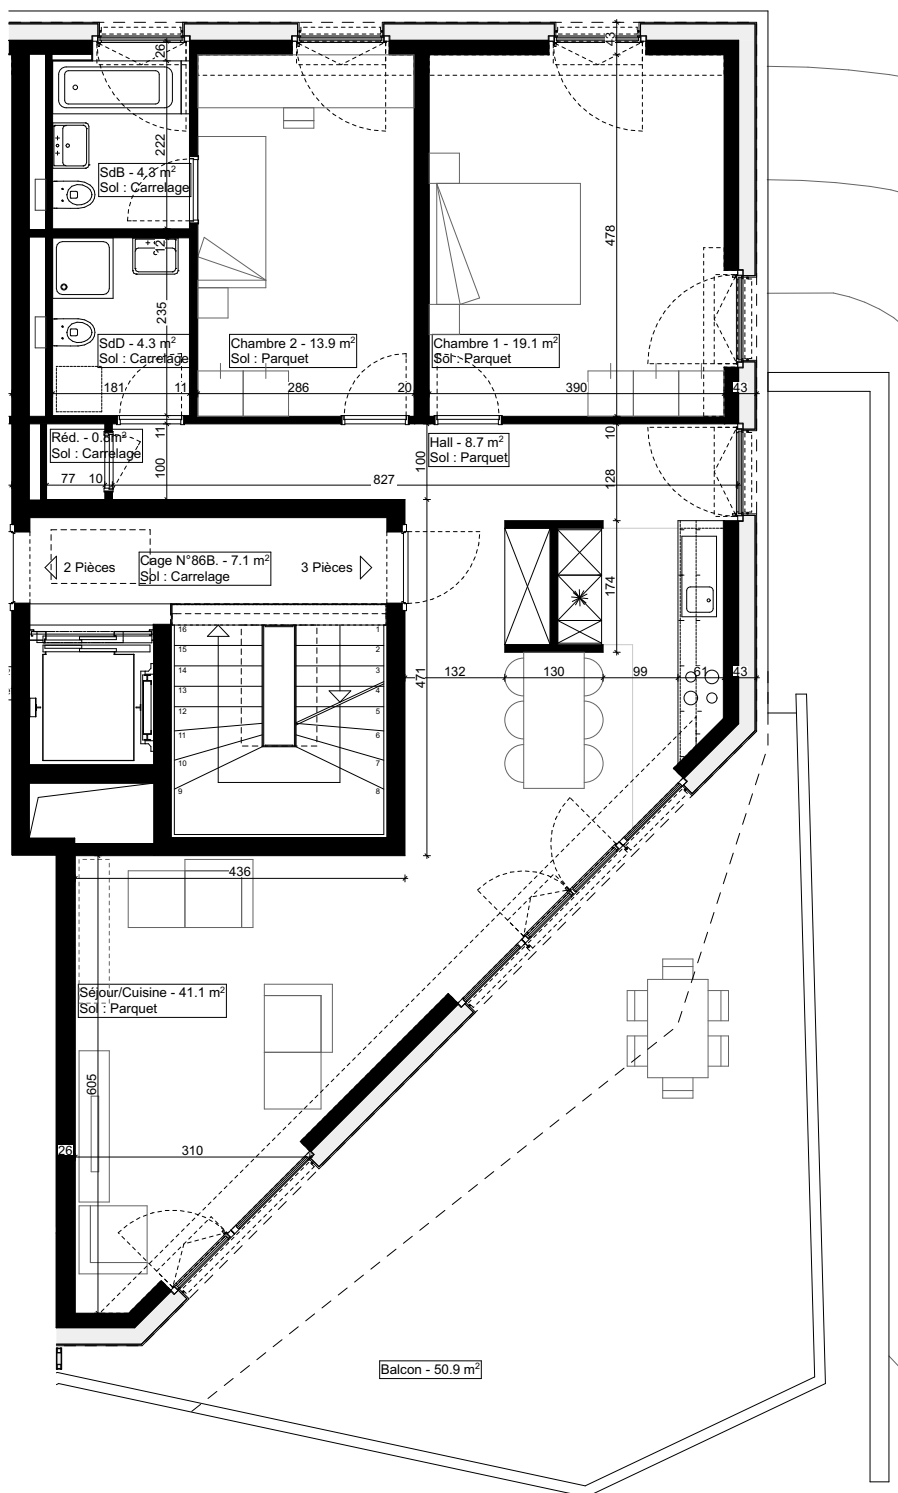 43
26
222
SdB - 4.3 m²
Sol : Carrelage
478
12
235
SdD - 4.3 m²
Sol : Carrelage
Chambre 2 - 13.9 m²
Sol : Parquet
Chambre 1 - 19.1 m²
Sol : Parquet
181
11
286
20
390
43
11
100
10
Réd. - 0.8m²
Sol : Carrelage
Hall - 8.7 m²
Sol : Parquet
100
77
10
827
128
2 Pièces
Cage N°86B. - 7.1 m²
Sol : Carrelage
3 Pièces
174
16
1
15
2
14
3
13
4
12
5
11
6
10
7
9
8
471
132
130
99
61
43
436
Séjour/Cuisine - 41.1 m²
Sol : Parquet
605
26
310
Balcon - 50.9 m²